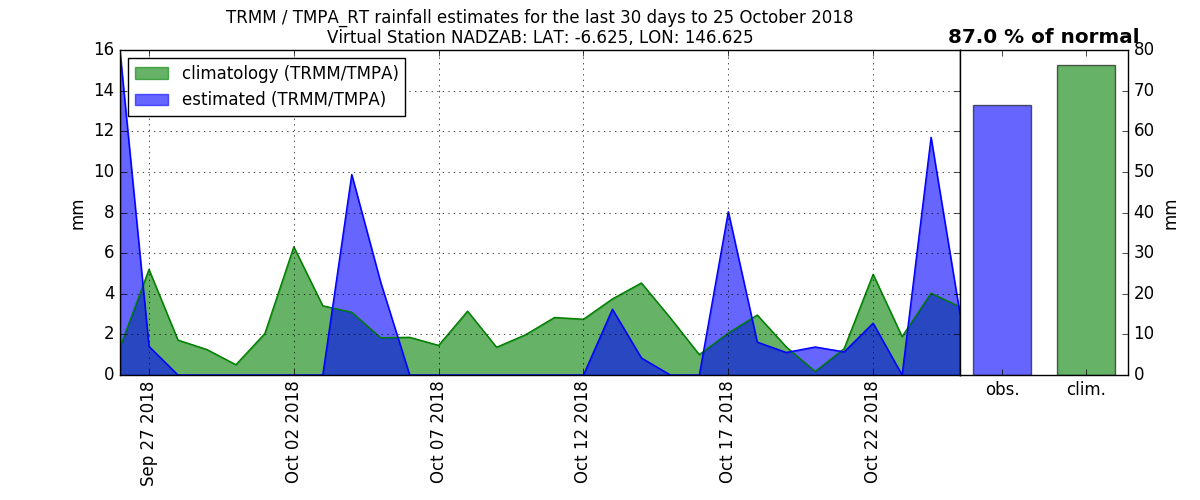 TRMM / TMPA_RT rainfall estimates for the last 30 days to 25 October 2018
Virtual Station NADZAB: LAT: -6.625, LON: 146.625
87.0 % of normal
climatology (TRMM/TMPA)
estimated (TRMM/TMPA)
mm
16
14
12
10
8
6
4
2
0
Sep 27 2018
Oct 02 2018
Oct 07 2018
Oct 12 2018
Oct 17 2018
Oct 22 2018
80
70
60
50
40
30
20
10
0
mm
obs.
clim.